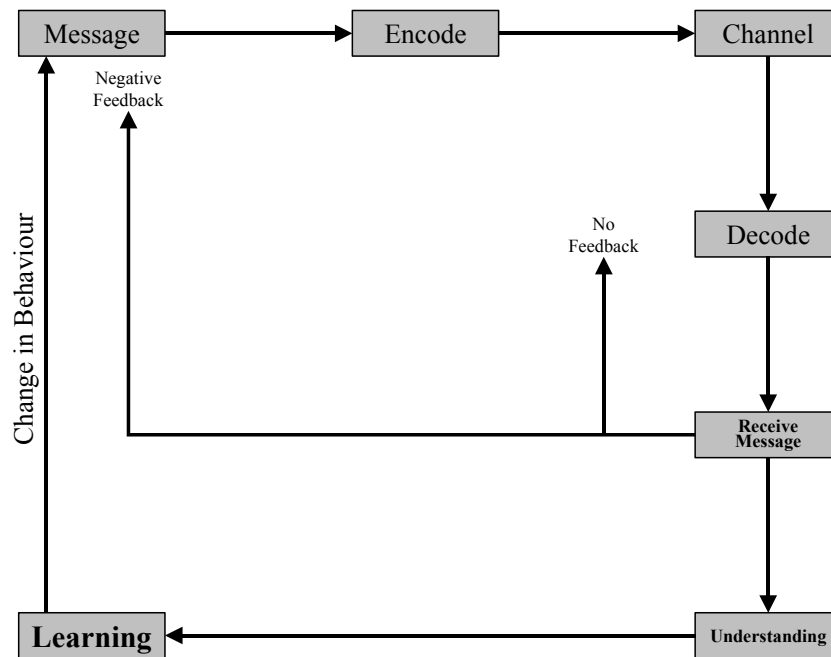 Message
Encode
Channel
Negative
Feedback
No
Feedback
Decode
Change in Behaviour
Receive
Message
Learning
Understanding